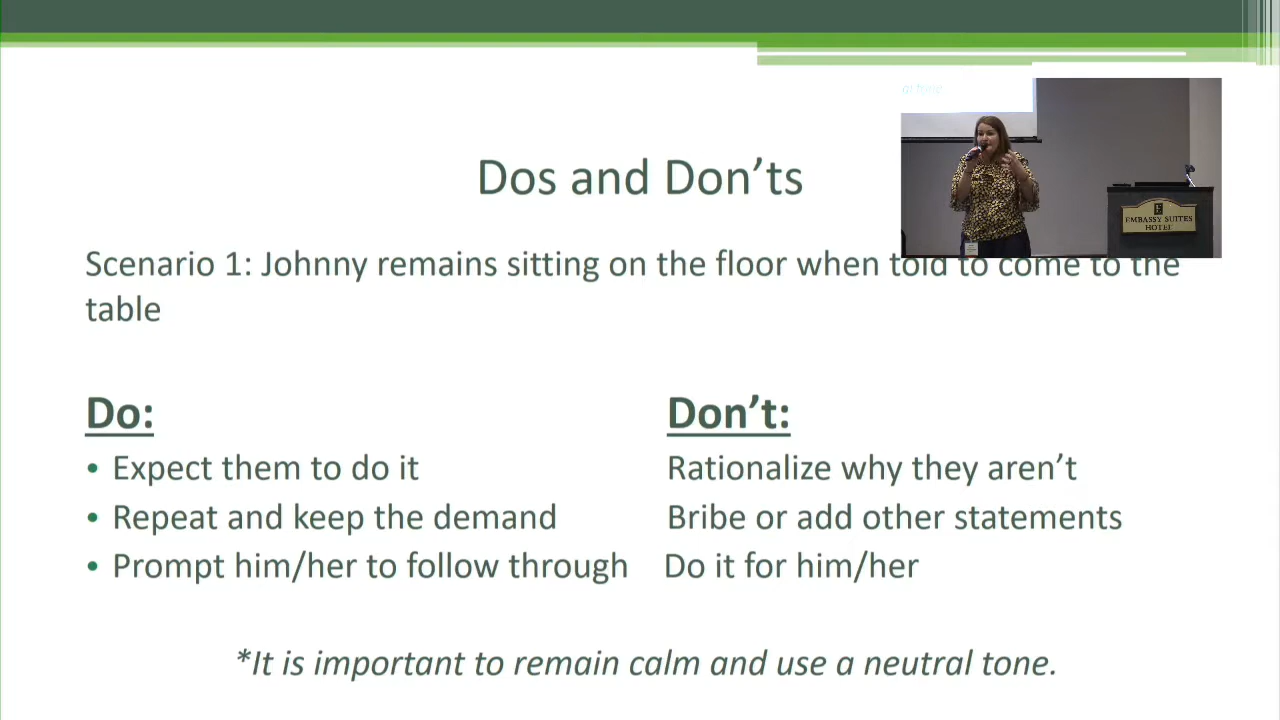 al tone.
Dos and Don’ts
EMBASSY SUITES
HOTEL
Scenario 1: Johnny remains sitting on the floor when told to come to the
table
Do:
• Expect them to do it
• Repeat and keep the demand
• Prompt him/her to follow through
Don’t:
Rationalize why they aren’t
Bribe or add other statements
Do it for him/her
*It is important to remain calm and use a neutral tone.